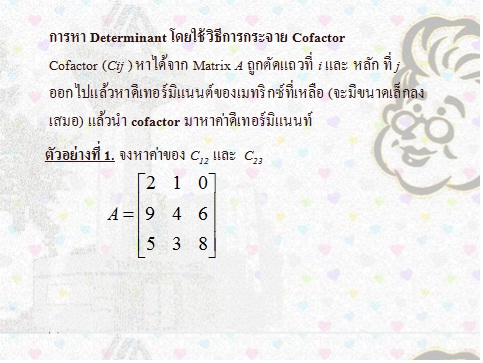 การหา Determinant โดยใช้วิธีการกระจาย Cofactor
Cofactor (Cij ) หาได้จาก Matrix A ถูกตัดแถวที่ i และ หลัก ที่ j
ออกไปแล้วหาดีเทอร์มิแนนต์ของเมทริกซ์ที่เหลือ (จะมีขนาดเล็กลง
เสมอ) แล้วนำ cofactor มาหาค่าดีเทอร์มิแนนท์
ตัวอย่างที่ 1. จงหาค่าของ C12 และ C23
A = [2 1 0
9 4 6
5 3 8]